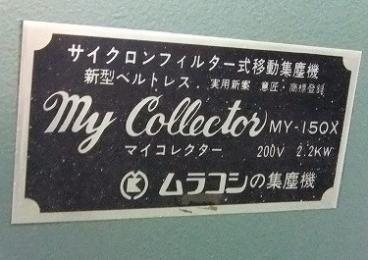 サイクロンフィルター式移動集塵機
新型ベルトレス. 実用新案 意匠・商標登録
My Collector MY-150X
マイコレクター 200V 2.2KW
ムラコシの集塵機